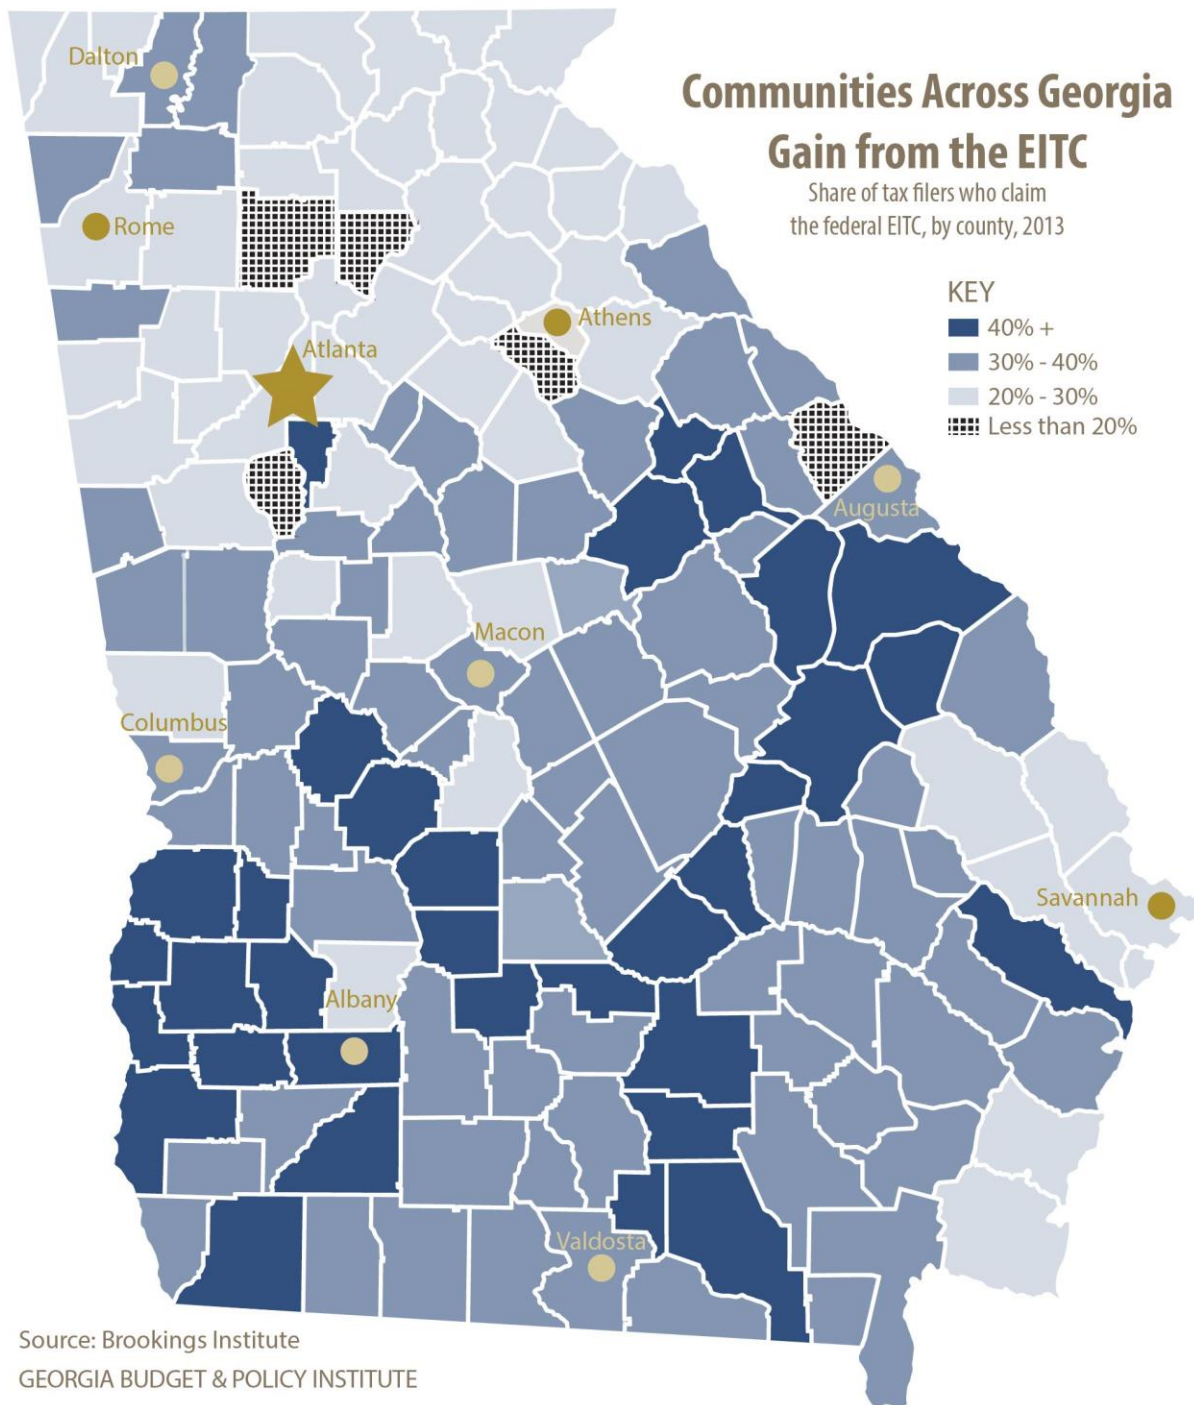 Communities Across Georgia
Gain from the EITC
Share of tax filers who claim
the federal EITC, by county, 2013
KEY
40% +
30% - 40%
20% - 30%
Less than 20%
Dalton
Rome
Athens
Atlanta
Augusta
Macon
Columbus
Savannah
Albany
Valdosta
Source: Brookings Institute
GEORGIA BUDGET & POLICY INSTITUTE